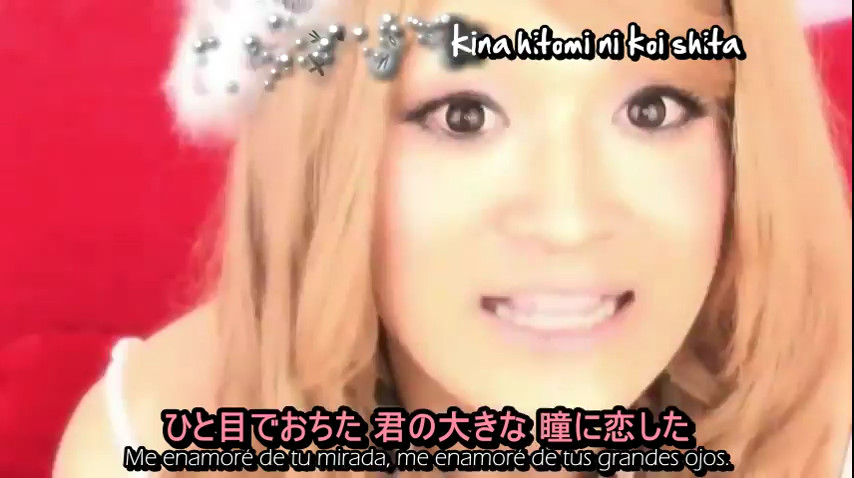 kina hitomi ni koi shita
ひと目でおちた 君の大きな 瞳に恋した
Me enamoré de tu mirada, me enamoré de tus grandes ojos.